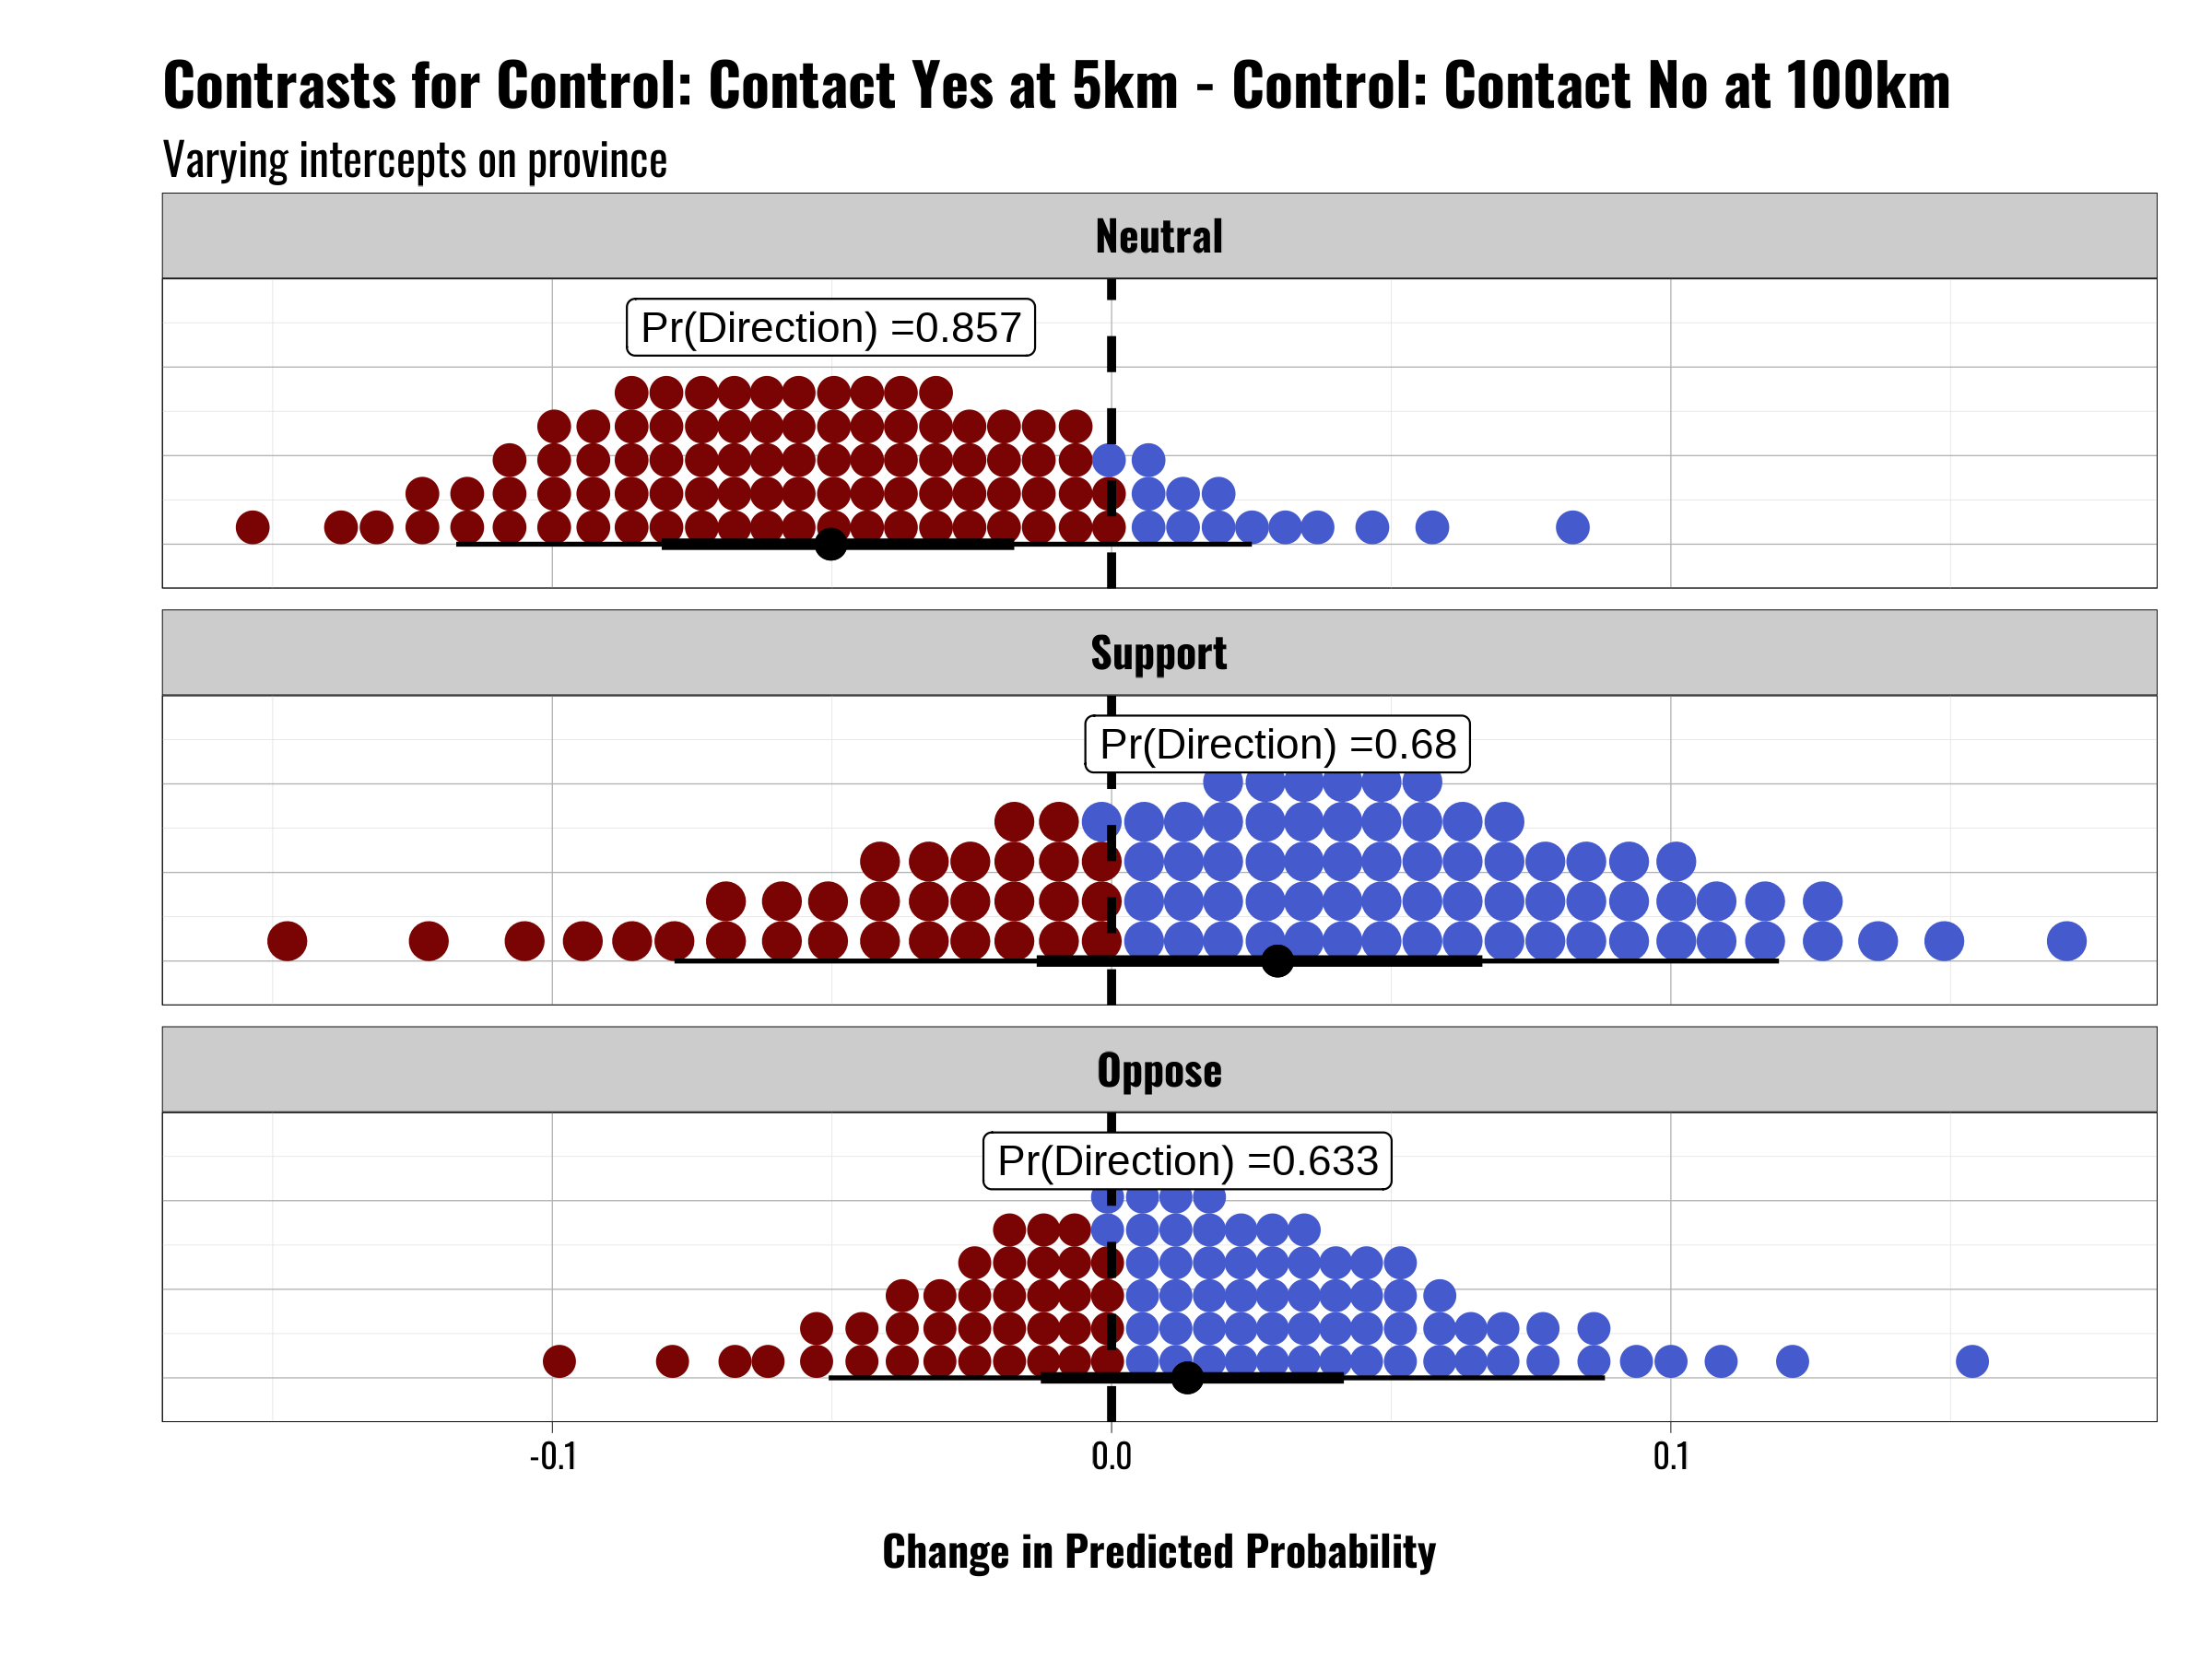 Contrasts for Control: Contact Yes at 5km - Control: Contact No at 100km
Varying intercepts on province
Neutral
Pr(Direction) =0.857
Support
Pr(Direction) =0.68
Oppose
Pr(Direction) =0.633
-0.1 0.0 0.1
Change in Predicted Probability